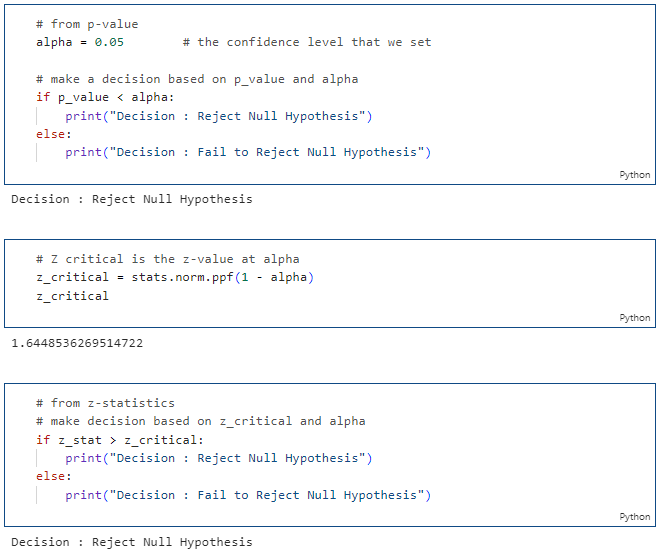 # from p-value
alpha = 0.05        # the confidence level that we set
# make a decision based on p_value and alpha
if p_value < alpha:
    print("Decision : Reject Null Hypothesis")
else:
    print("Decision : Fail to Reject Null Hypothesis")
Python
Decision : Reject Null Hypothesis
# Z critical is the z-value at alpha
z_critical = stats.norm.ppf(1 - alpha)
z_critical
Python
1.6448536269514722
# from z-statistics
# make decision based on z_critical and alpha
if z_stat > z_critical:
    print("Decision : Reject Null Hypothesis")
else:
    print("Decision : Fail to Reject Null Hypothesis")
Python
Decision : Reject Null Hypothesis